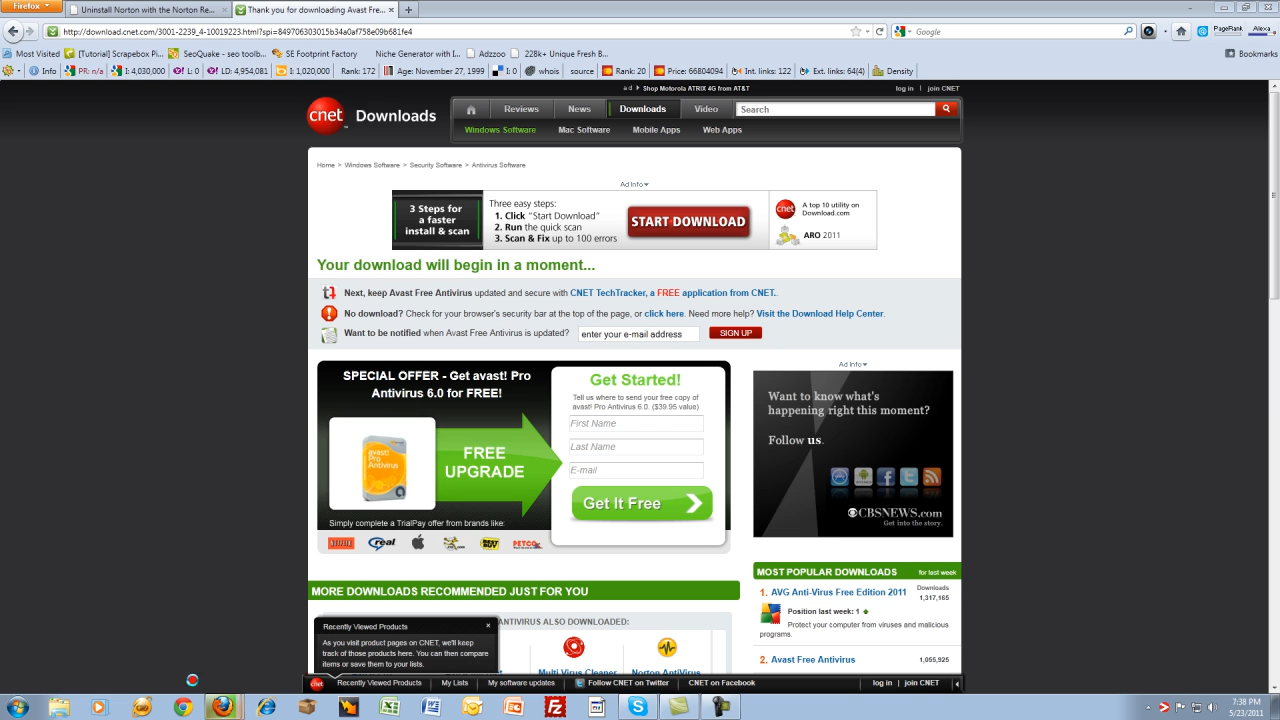 Firefox
Uninstall Norton with the Norton Re...
Thank you for downloading Avast Free A...
http://download.cnet.com/3001-2239_4-10019223.html?spi=849706303015b34a0af758e09b681fe4
Google
PageRank
Alexa
Most Visited
[Tutorial] Scrapebox Pi...
SE Footprinting Factory
Niche Generator with I...
Adzzoo
228k+ Unique Fresh B...
Bookmarks
Info
PR: n/a
I: 4,030,000
L: 0
LD: 4,954,081
I: 1,020,000
Rank: 172
Age: November 27, 1999
I: 0
whois
source
Rank: 20
Price: 66804094
Int. links: 122
Ext. links: 64(4)
Density
ad
Shop Motorola ATRIX 4G from AT&T
log in | join CNET
cnet
Downloads
Reviews
News
Downloads
Video
Search
Windows Software
Mac Software
Mobile Apps
Web Apps
Home > Windows Software > Security Software > Antivirus Software
Ad Info
3 Steps for a faster install & scan
Three easy steps:
1. Click "Start Download"
2. Run the quick scan
3. Scan & Fix up to 100 errors
START DOWNLOAD
cnet
A top 10 utility on Download.com
ARO 2011
Your download will begin in a moment...
Next, keep Avast Free Antivirus updated and secure with CNET TechTracker, a FREE application from CNET.
No download? Check for your browser's security bar at the top of the page, or click here. Need more help? Visit the Download Help Center.
Want to be notified when Avast Free Antivirus is updated?
enter your e-mail address
SIGN UP
SPECIAL OFFER - Get avast! Pro
Antivirus 6.0 for FREE!
avast! Pro Antivirus
FREE
UPGRADE
Simply complete a TrialPay offer from brands like:
real
BEST BUY
PETCO
Get Started!
Tell us where to send your free copy of
avast! Pro Antivirus 6.0. ($39.95 value)
First Name
Last Name
E-mail
Get It Free
Ad Info
Want to know what's
happening right this moment?
Follow us.
CBSNEWS.com
Get into the story.
MOST POPULAR DOWNLOADS
for last week
Downloads
1. AVG Anti-Virus Free Edition 2011
1,317,165
Position last week: 1
Protect your computer from viruses and malicious
programs.
2. Avast Free Antivirus
1,055,925
MORE DOWNLOADS RECOMMENDED JUST FOR YOU
ANTIVIRUS ALSO DOWNLOADED:
Multi Virus Cleaner
Norton AntiVirus
Recently Viewed Products
×
As you visit product pages on CNET, we'll keep
track of those products here. You can then compare
items or save them to your lists.
cnet
Recently Viewed Products
My Lists
My software updates
Follow CNET on Twitter
CNET on Facebook
log in | join CNET
7:38 PM
5/23/2011